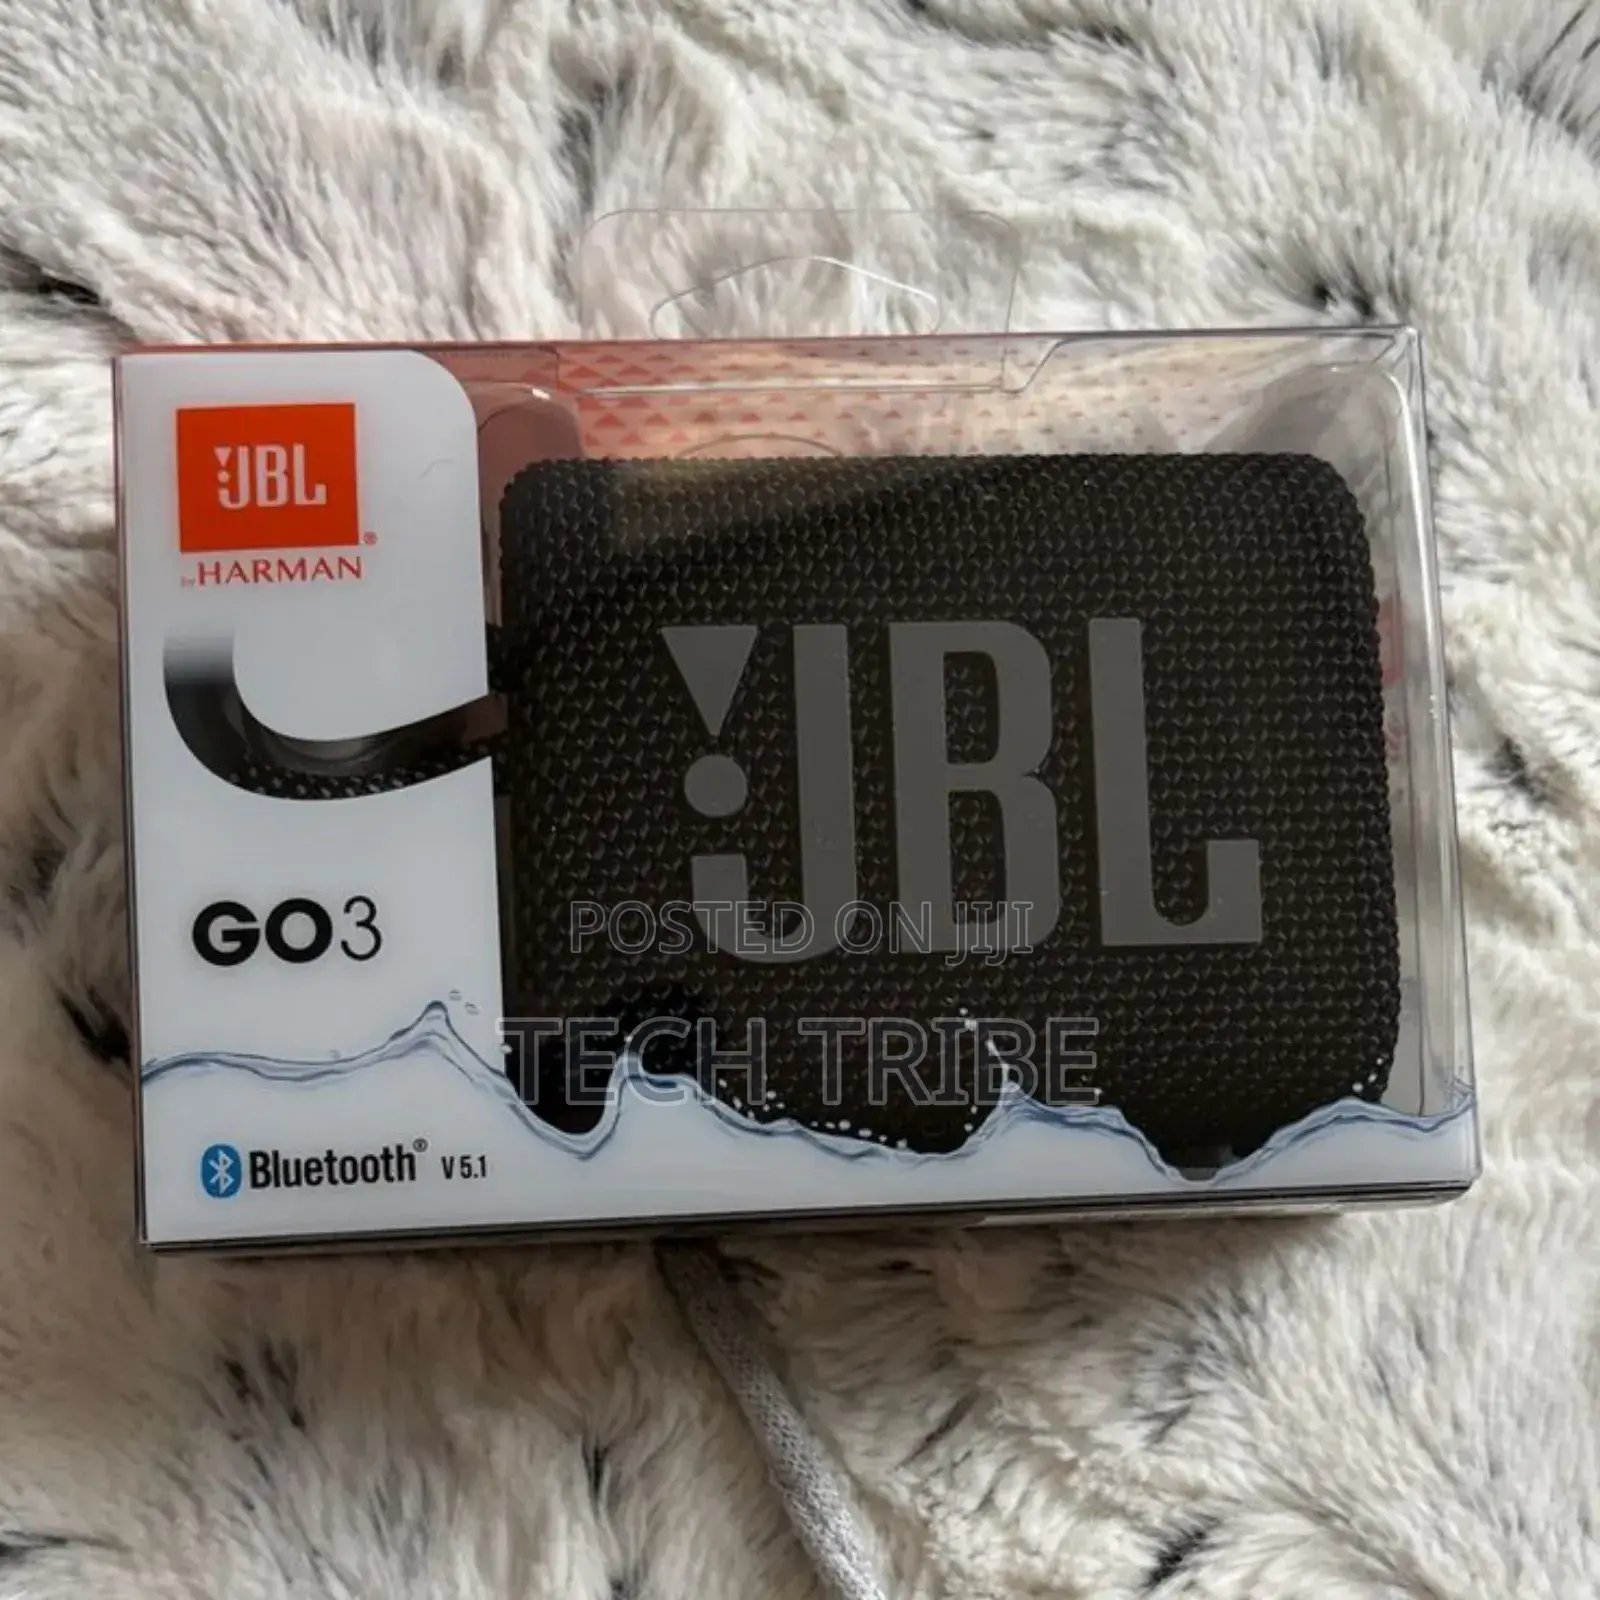 JBL®
by HARMAN
GO3
Bluetooth® V 5.1
JBL
POSTED ON JIJI
TECH TRIBE